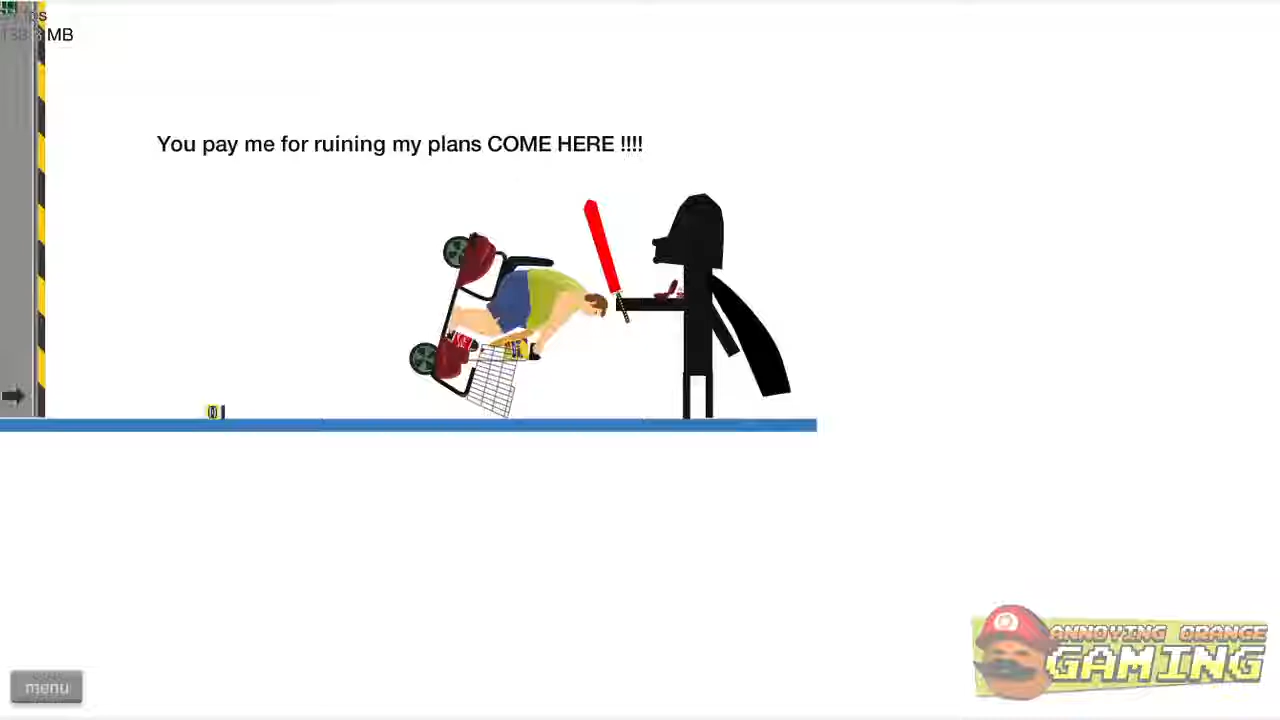 MB
You pay me for ruining my plans COME HERE !!!!
ANNOYING ORANGE
GAMING
menu